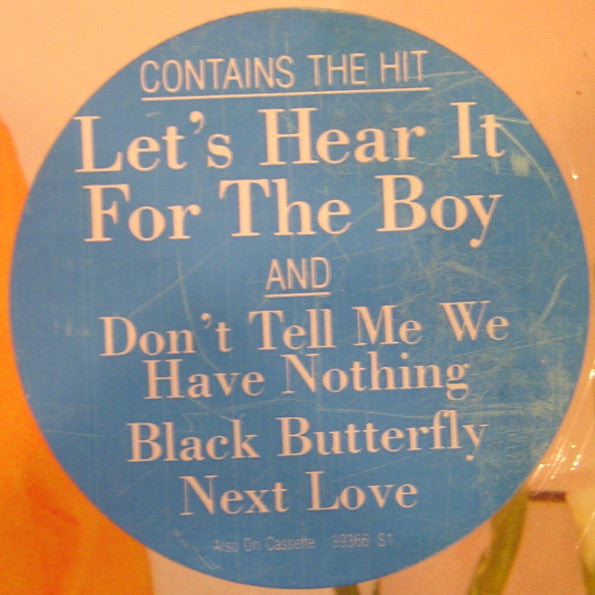 CONTAINS THE HIT
Let's Hear It
For The Boy
AND
Don't Tell Me We
Have Nothing
Black Butterfly
Next Love
Also On Cassette 39366 S1